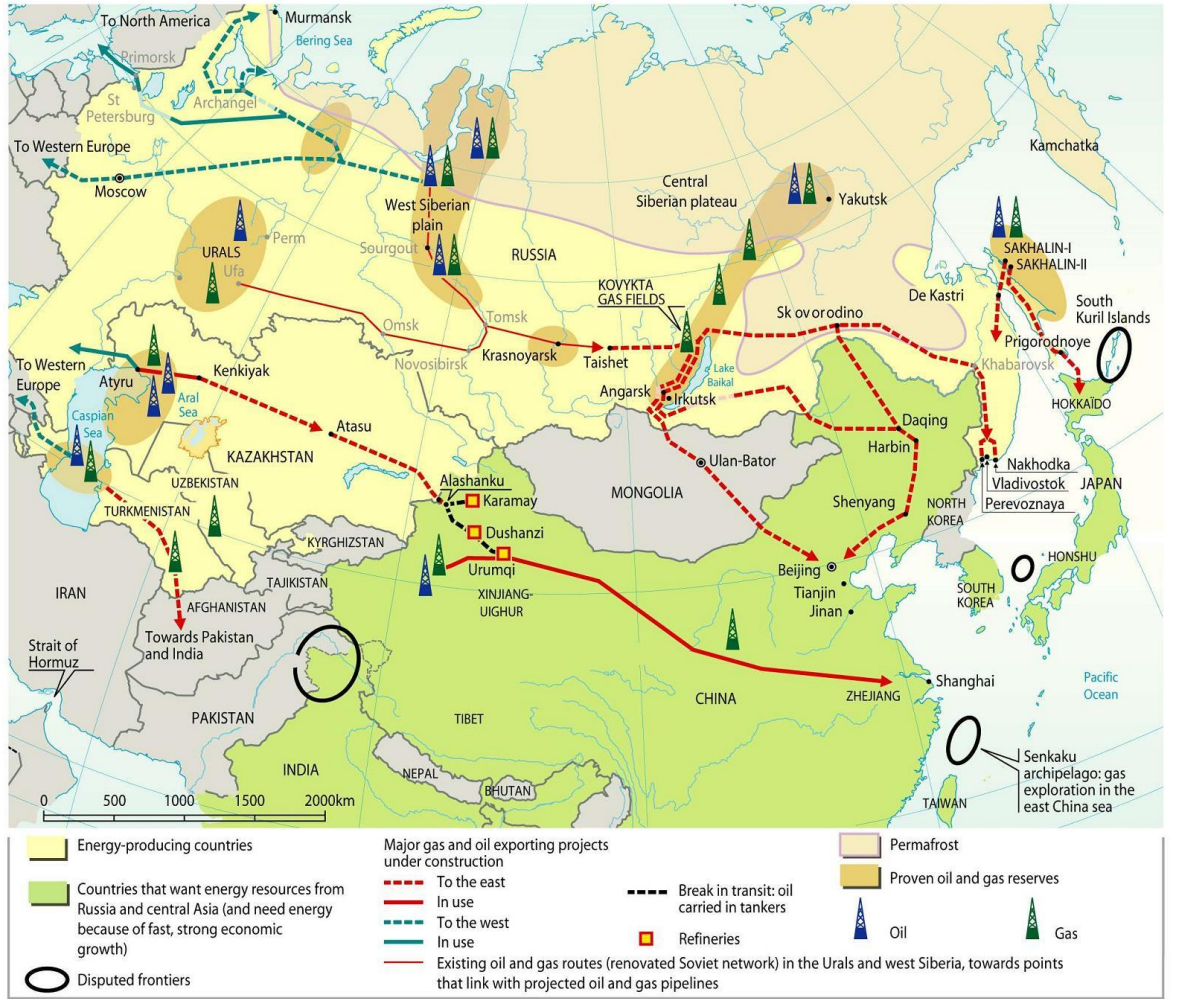 To North America
Murmansk
Bering Sea
Primorsk
St
Petersburg
Archangel
To Western Europe
Moscow
Kamchatka
Central
Siberian plateau
Yakutsk
West Siberian
plain
Sourgout
RUSSIA
URALS
Perm
Ufa
SAKHALIN-I
SAKHALIN-II
KOVYKTA
GAS FIELDS
De Kastri
South
Kuril Islands
Skovorodino
Omsk
Tomsk
Novosibirsk
Krasnoyarsk
Taishet
Prigorodnoye
Khabarovsk
To Western
Europe
Atyru
Kenkiyak
Aral
Sea
Caspian
Sea
Lake
Baikal
Angarsk
Irkutsk
HOKKAÏDO
Atasu
Daqing
Harbin
KAZAKHSTAN
Ulan-Bator
Nakhodka
Vladivostok
Perevoznaya
JAPAN
UZBEKISTAN
Alashanku
Karamay
MONGOLIA
Shenyang
NORTH
KOREA
TURKMENISTAN
Dushanzi
KYRGHIZSTAN
Urumqi
Beijing
HONSHU
TAJIKISTAN
XINJIANG-
UIGHUR
Tianjin
SOUTH
KOREA
IRAN
AFGHANISTAN
Jinan
Towards Pakistan
and India
Strait of
Hormuz
Shanghai
Pacific
Ocean
CHINA
ZHEJIANG
PAKISTAN
TIBET
INDIA
NEPAL
BHUTAN
TAIWAN
Senkaku
archipelago: gas
exploration in the
east China sea
0 500 1000 1500 2000km
Energy-producing countries
Countries that want energy resources from
Russia and central Asia (and need energy
because of fast, strong economic
growth)
Disputed frontiers
Major gas and oil exporting projects
under construction
To the east
In use
To the west
In use
Existing oil and gas routes (renovated Soviet network) in the Urals and west Siberia, towards points
that link with projected oil and gas pipelines
Break in transit: oil
carried in tankers
Refineries
Permafrost
Proven oil and gas reserves
Oil
Gas